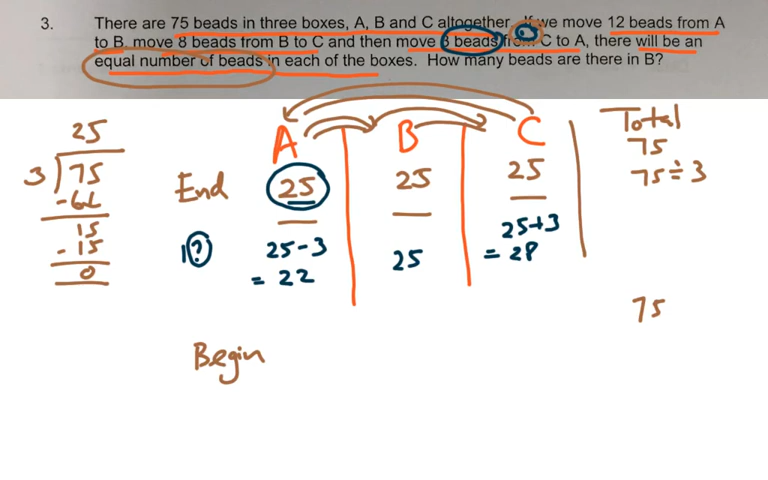 3. There are 75 beads in three boxes, A, B and C altogether. If we move 12 beads from A
to B, move 8 beads from B to C and then move 3 beads from C to A, there will be an
equal number of beads in each of the boxes. How many beads are there in B?
A B C Total
25 75
3 75 End 25 25 25 75 ÷ 3
15 ? 25-3 25 25+3
- 15 = 22 = 28
0
75
Begin